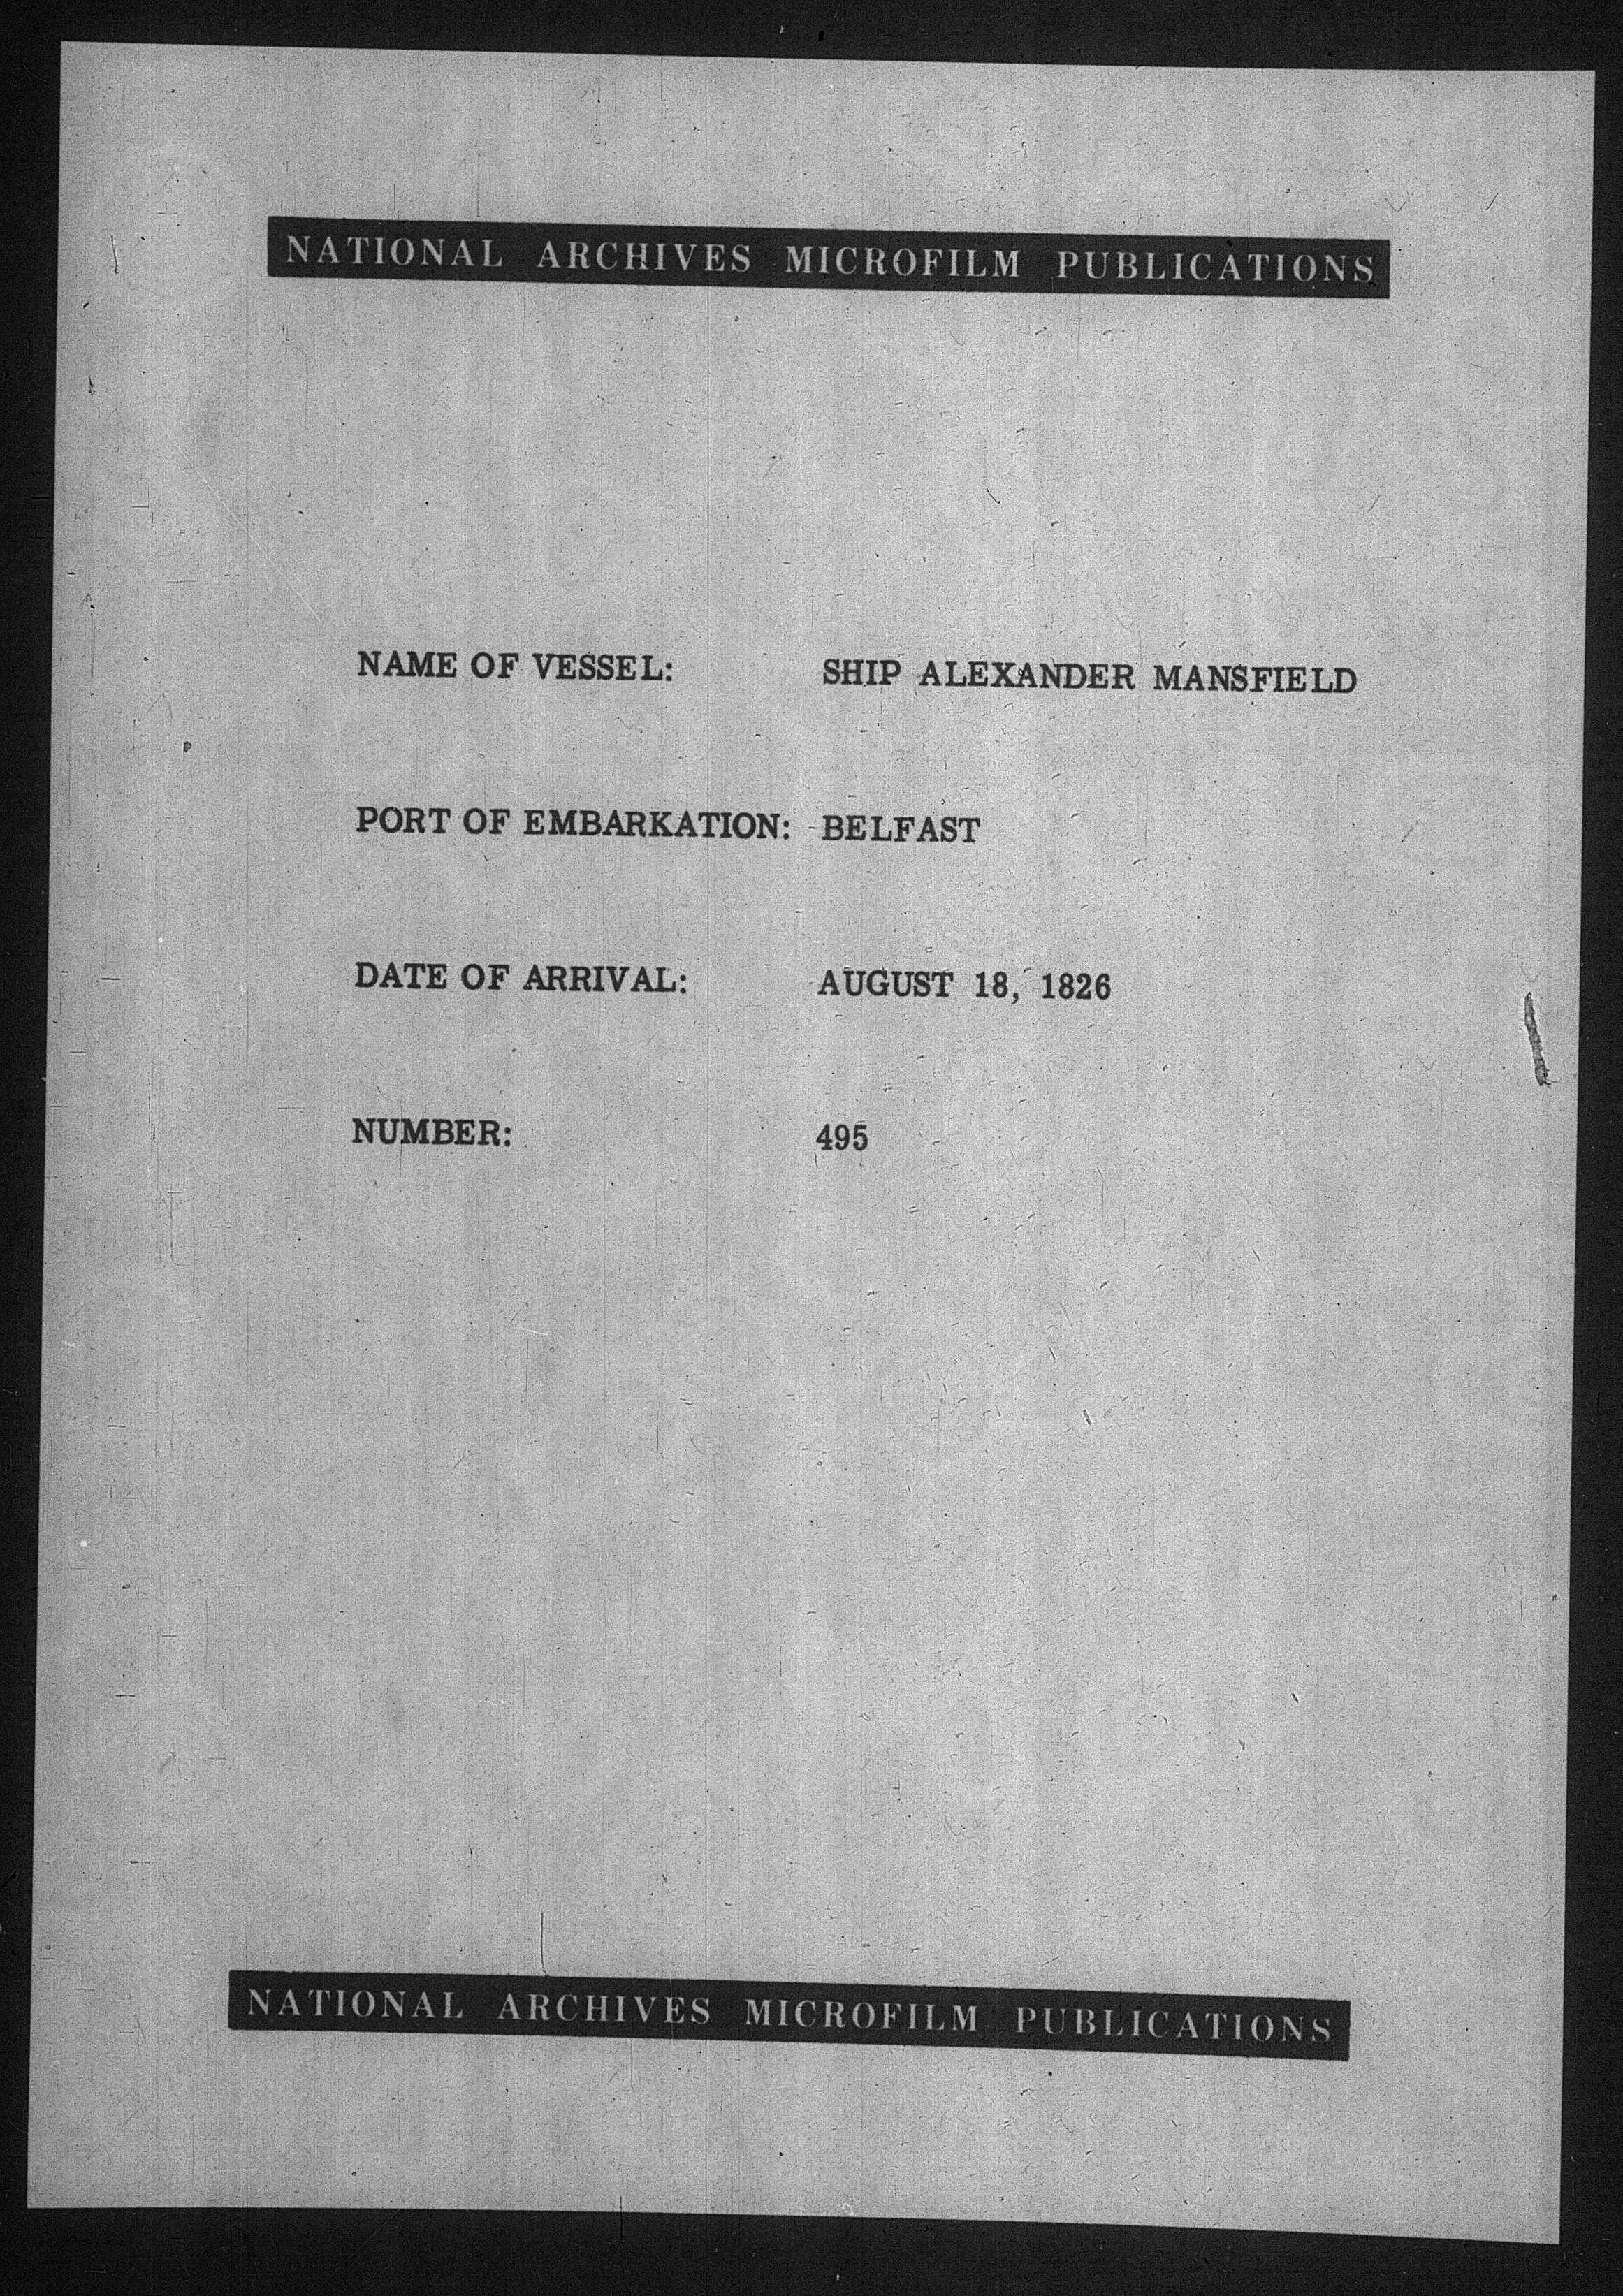 NATIONAL ARCHIVES MICROFILM PUBLICATIONS
NAME OF VESSEL: SHIP ALEXANDER MANSFIELD
PORT OF EMBARKATION: BELFAST
DATE OF ARRIVAL: AUGUST 18, 1826
NUMBER: 495
NATIONAL ARCHIVES MICROFILM PUBLICATIONS